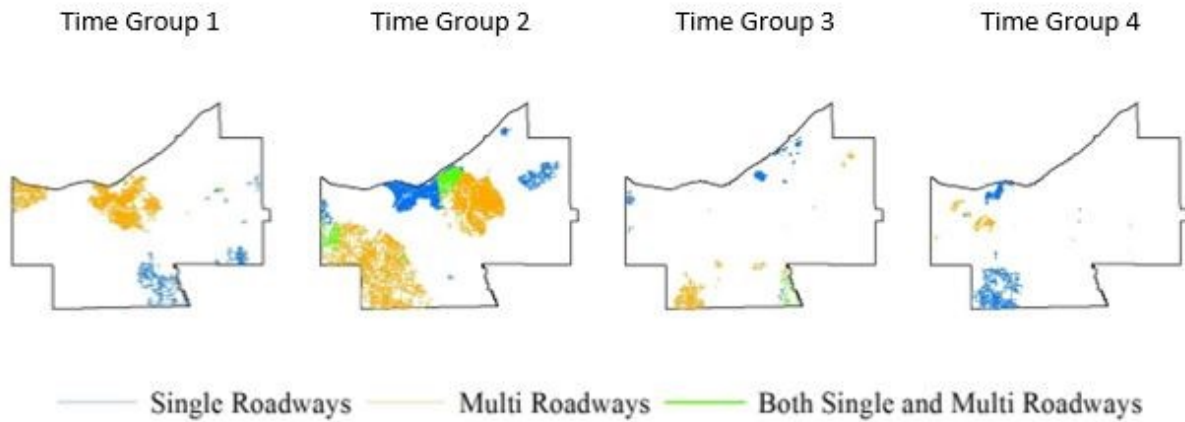 Time Group 1
Time Group 2
Time Group 3
Time Group 4
Single Roadways
Multi Roadways
Both Single and Multi Roadways